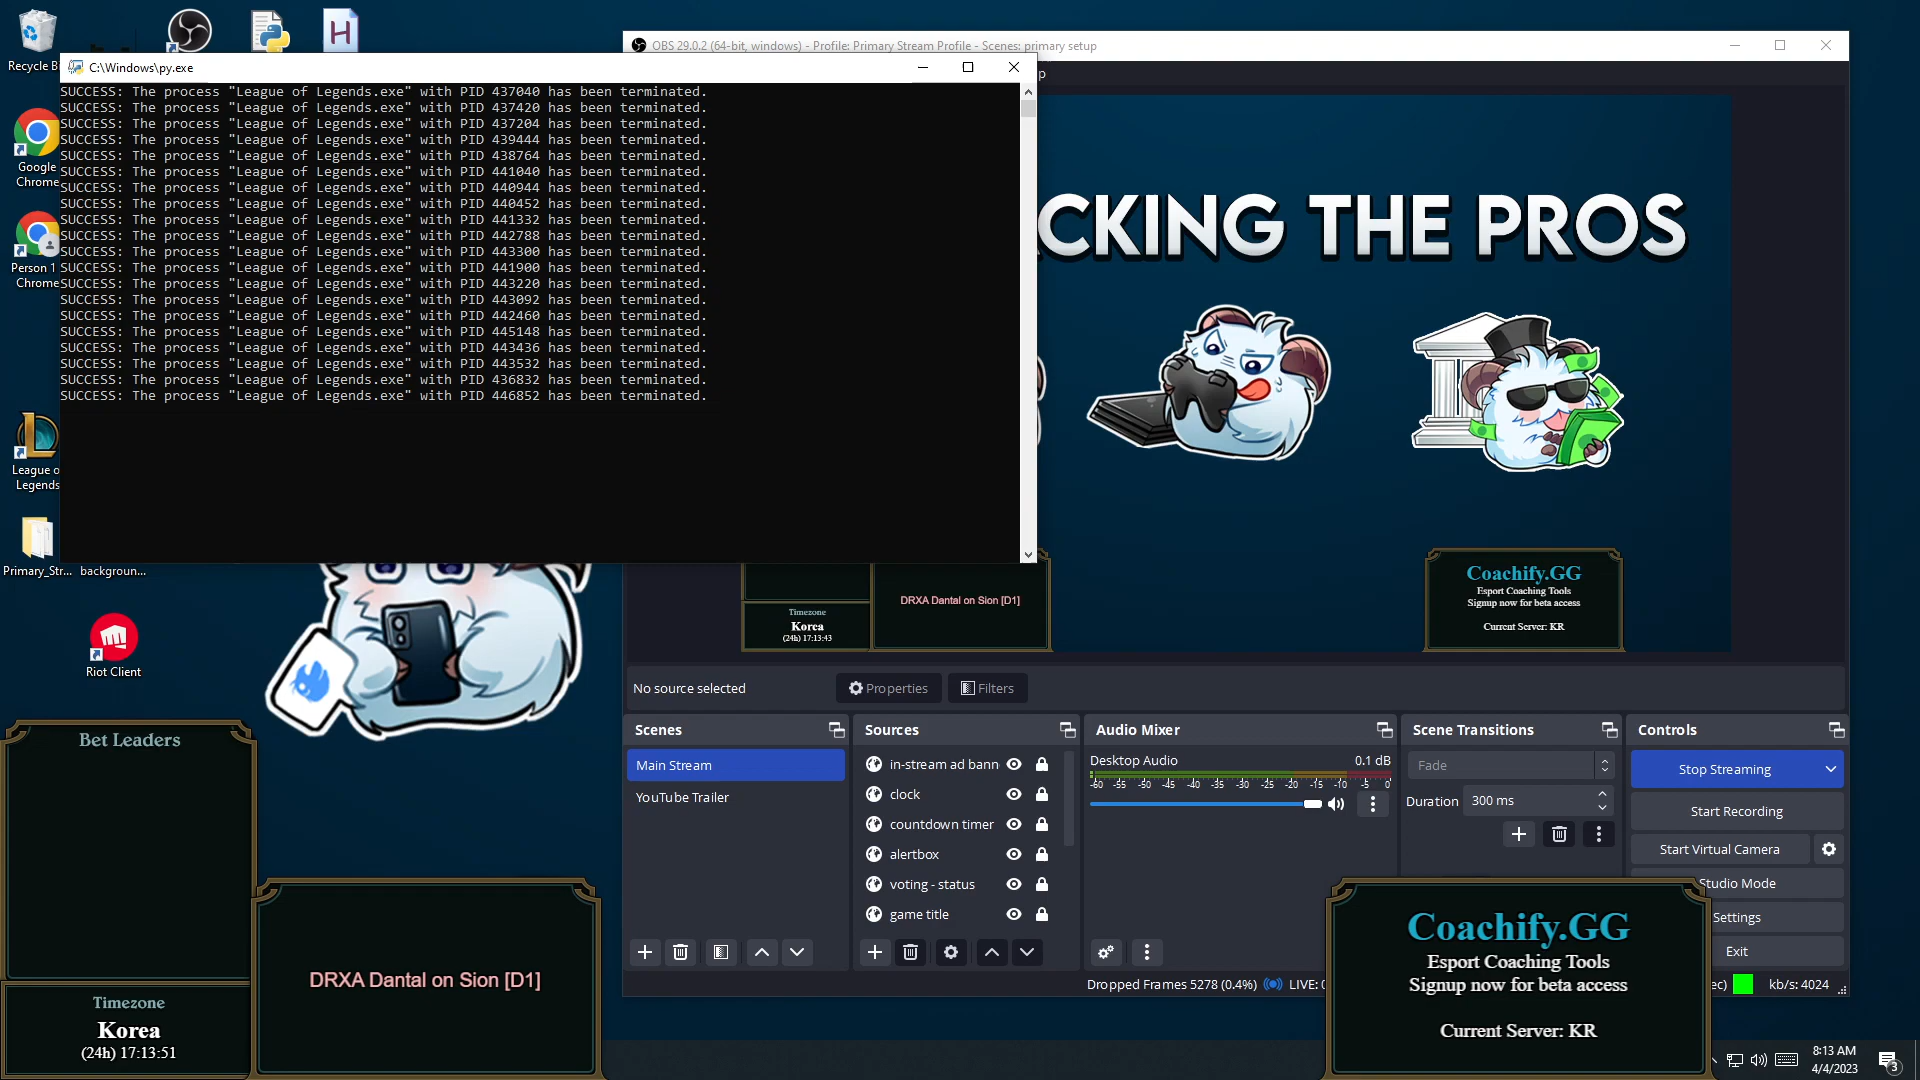 Recycle Bi
Google
Chrome
Person 1
Chrome
League o
Legends
Primary_Str...
backgroun...
Riot Client
C:\Windows\py.exe
SUCCESS: The process "League of Legends.exe" with PID 437040 has been terminated.
SUCCESS: The process "League of Legends.exe" with PID 437420 has been terminated.
SUCCESS: The process "League of Legends.exe" with PID 437204 has been terminated.
SUCCESS: The process "League of Legends.exe" with PID 439444 has been terminated.
SUCCESS: The process "League of Legends.exe" with PID 438764 has been terminated.
SUCCESS: The process "League of Legends.exe" with PID 441040 has been terminated.
SUCCESS: The process "League of Legends.exe" with PID 440944 has been terminated.
SUCCESS: The process "League of Legends.exe" with PID 440452 has been terminated.
SUCCESS: The process "League of Legends.exe" with PID 441332 has been terminated.
SUCCESS: The process "League of Legends.exe" with PID 442788 has been terminated.
SUCCESS: The process "League of Legends.exe" with PID 443300 has been terminated.
SUCCESS: The process "League of Legends.exe" with PID 441900 has been terminated.
SUCCESS: The process "League of Legends.exe" with PID 443220 has been terminated.
SUCCESS: The process "League of Legends.exe" with PID 443092 has been terminated.
SUCCESS: The process "League of Legends.exe" with PID 442460 has been terminated.
SUCCESS: The process "League of Legends.exe" with PID 445148 has been terminated.
SUCCESS: The process "League of Legends.exe" with PID 443436 has been terminated.
SUCCESS: The process "League of Legends.exe" with PID 443532 has been terminated.
SUCCESS: The process "League of Legends.exe" with PID 436832 has been terminated.
SUCCESS: The process "League of Legends.exe" with PID 446852 has been terminated.
OBS 29.0.2 (64-bit, windows) - Profile: Primary Stream Profile - Scenes: primary setup
p
CKING THE PROS
Timezone
Korea
(24h) 17:13:43
DRXA Dantal on Sion [D1]
Coachify.GG
Esport Coaching Tools
Signup now for beta access
Current Server: KR
No source selected
Properties
Filters
Scenes
Main Stream
YouTube Trailer
Sources
in-stream ad bann
clock
countdown timer
alertbox
voting - status
game title
Audio Mixer
Desktop Audio
0.1 dB
-60 -55 -50 -45 -40 -35 -30 -25 -20 -15 -10 -5 0
Scene Transitions
Fade
Duration
300 ms
Controls
Stop Streaming
Start Recording
Start Virtual Camera
Studio Mode
Settings
Exit
Dropped Frames 5278 (0.4%)
LIVE: 0
ec)
kb/s: 4024
Bet Leaders
Timezone
Korea
(24h) 17:13:51
DRXA Dantal on Sion [D1]
Coachify.GG
Esport Coaching Tools
Signup now for beta access
Current Server: KR
8:13 AM
4/4/2023
3